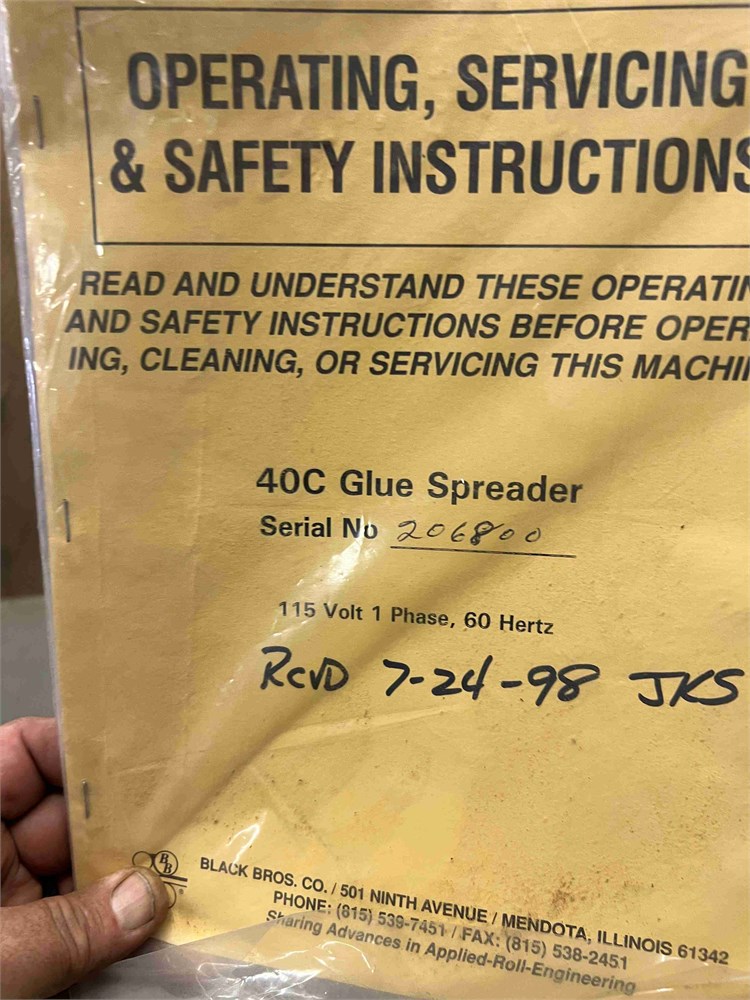 OPERATING, SERVICING
& SAFETY INSTRUCTIONS
READ AND UNDERSTAND THESE OPERATIN
AND SAFETY INSTRUCTIONS BEFORE OPER
ING, CLEANING, OR SERVICING THIS MACHI
40C Glue Spreader
Serial No 206800
115 Volt 1 Phase, 60 Hertz
Rcvd 7-24-98 JKS
BB
BLACK BROS. CO. / 501 NINTH AVENUE / MENDOTA, ILLINOIS 61342
PHONE: (815) 539-7451 / FAX: (815) 538-2451
Sharing Advances in Applied-Roll-Engineering